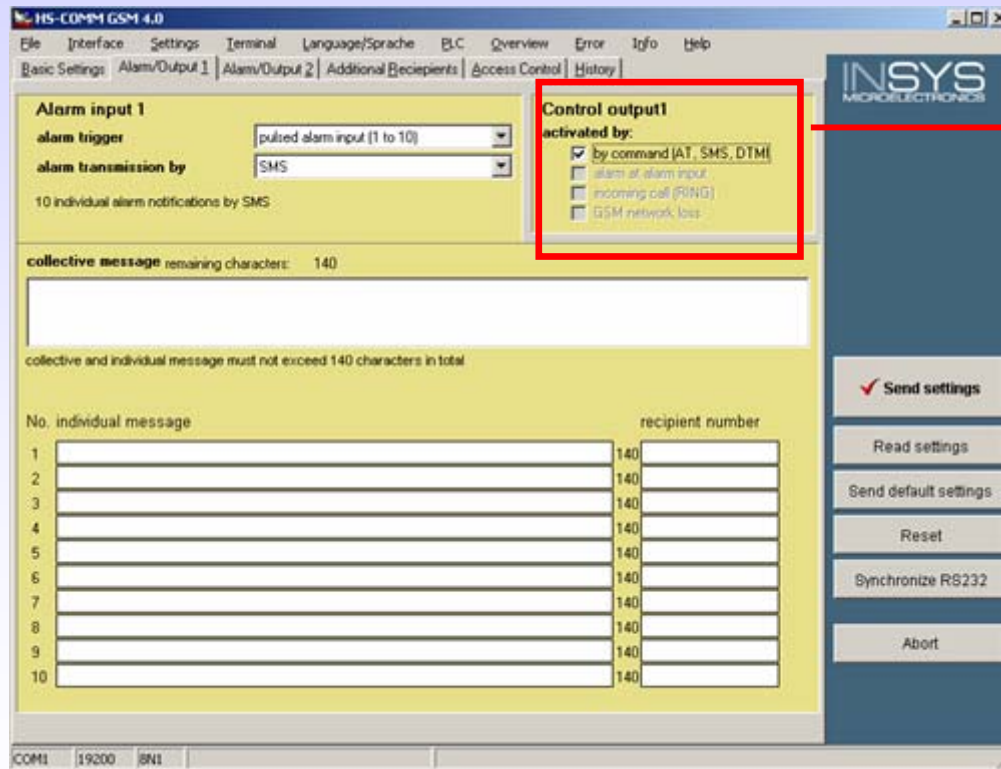 HS-COMM GSM 4.0
File Interface Settings Terminal Language/Sprache PLC Overview Error Info Help
Basic Settings Alarm/Output 1 Alarm/Output 2 Additional Reciepients Access Control History
INSYS
MICROELECTRONICS
Alarm input 1
alarm trigger pulsed alarm input (1 to 10)
alarm transmission by SMS
10 individual alarm notifications by SMS
Control output1
activated by:
by command (AT, SMS, DTM
alarm at alarm input
incoming call (RING)
GSM network loss
collective message remaining characters: 140
collective and individual message must not exceed 140 characters in total
No. individual message recipient number
1 140
2 140
3 140
4 140
5 140
6 140
7 140
8 140
9 140
10 140
Send settings
Read settings
Send default settings
Reset
Synchronize RS232
Abort
COM1 19200 8N1